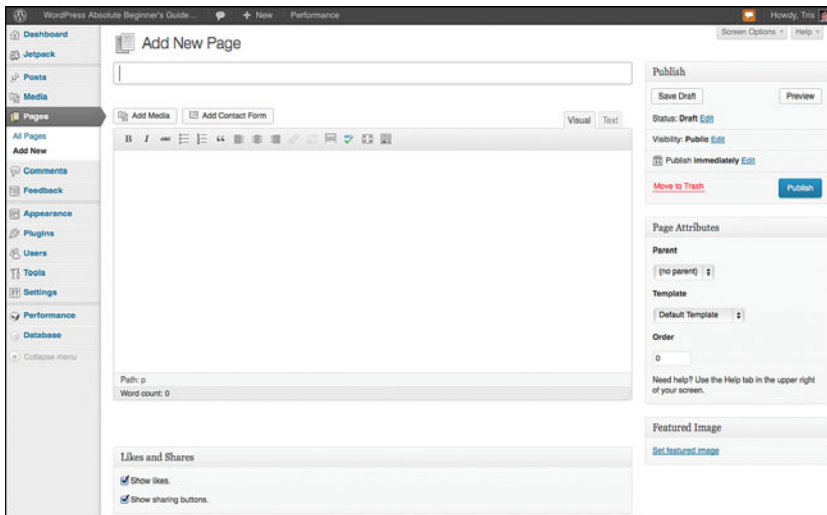 WordPress Absolute Beginner's Guide... + New Performance Howdy, Tris
Screen Options Help
Dashboard
Jetpack
Posts
Media
Pages
All Pages
Add New
Comments
Feedback
Appearance
Plugins
Users
Tools
Settings
Performance
Database
Collapse menu
Add New Page
Add Media Add Contact Form
Visual Text
B I ABC
Path: p
Word count: 0
Likes and Shares
Show likes.
Show sharing buttons.
Publish
Save Draft Preview
Status: Draft Edit
Visibility: Public Edit
Publish immediately Edit
Move to Trash Publish
Page Attributes
Parent
(no parent)
Template
Default Template
Order
0
Need help? Use the Help tab in the upper right
of your screen.
Featured Image
Set featured image